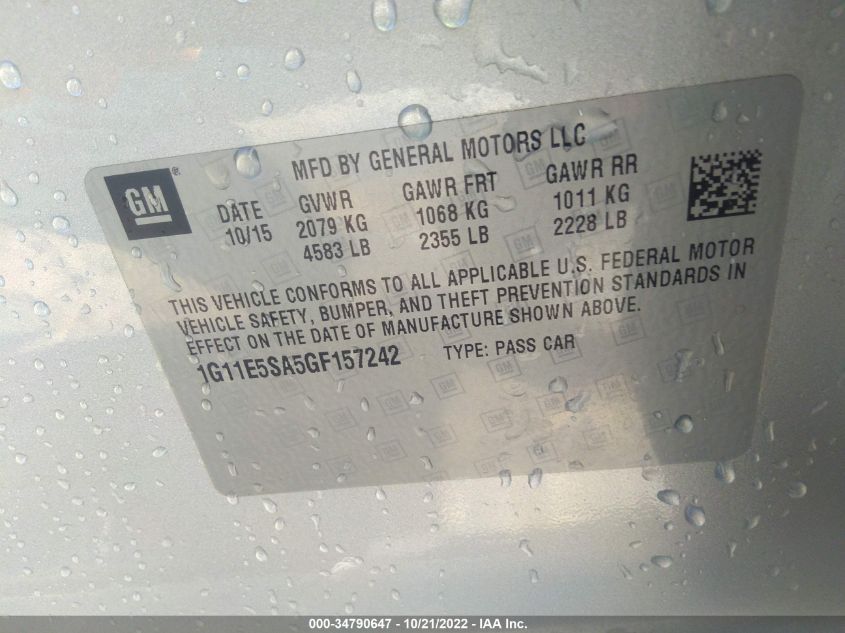 MFD BY GENERAL MOTORS LLC
GM®
DATE GVWR GAWR FRT GAWR RR
10/15 2079 KG 1068 KG 1011 KG
4583 LB 2355 LB 2228 LB
THIS VEHICLE CONFORMS TO ALL APPLICABLE U.S. FEDERAL MOTOR
VEHICLE SAFETY, BUMPER, AND THEFT PREVENTION STANDARDS IN
EFFECT ON THE DATE OF MANUFACTURE SHOWN ABOVE.
1G11E5SA5GF157242 TYPE: PASS CAR
000-34790647 - 10/21/2022 - IAA Inc.